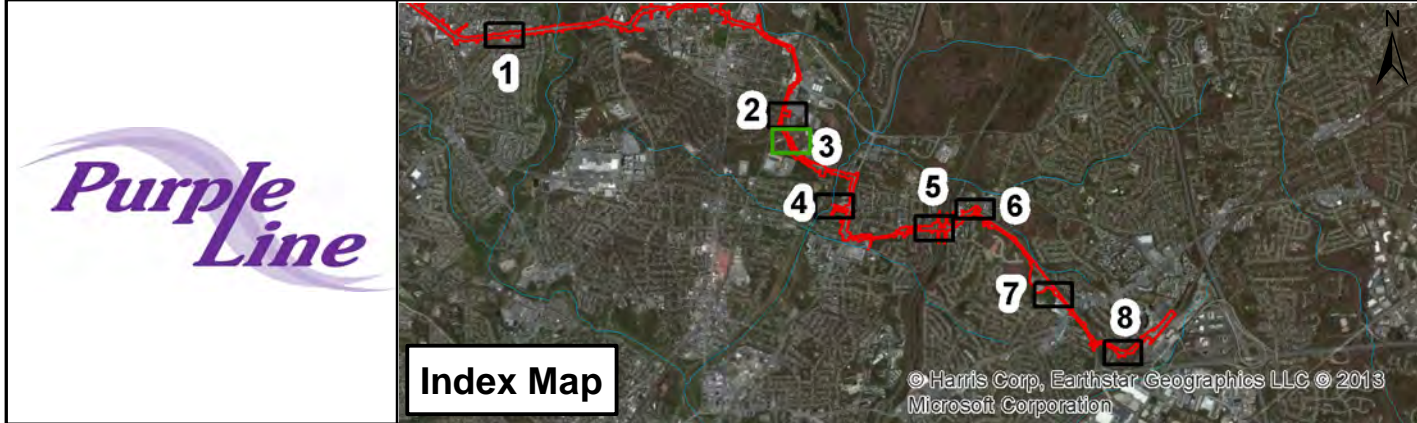 Purple
Line
N
1
2
3
4
5
6
7
8
Index Map
© Harris Corp, Earthstar Geographics LLC © 2013
Microsoft Corporation